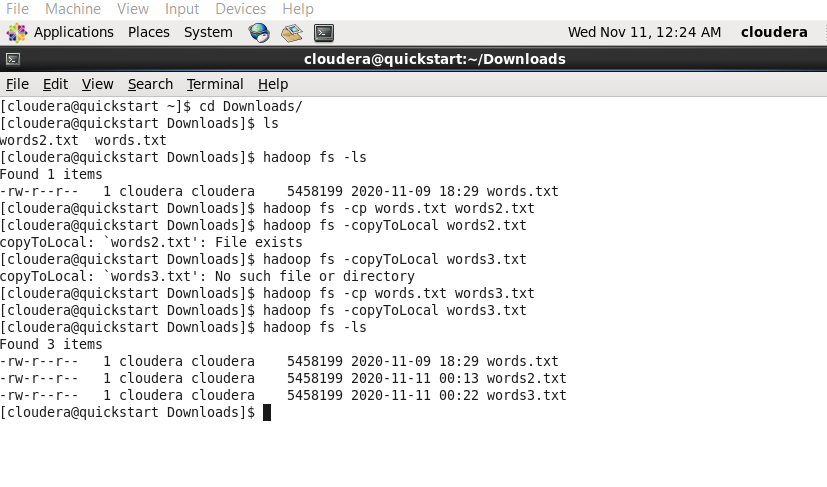 File Machine View Input Devices Help
Applications Places System Wed Nov 11, 12:24 AM cloudera
cloudera@quickstart:~/Downloads
File Edit View Search Terminal Help
[cloudera@quickstart ~]$ cd Downloads/
[cloudera@quickstart Downloads]$ ls
words2.txt  words.txt
[cloudera@quickstart Downloads]$ hadoop fs -ls
Found 1 items
-rw-r--r--   1 cloudera cloudera    5458199 2020-11-09 18:29 words.txt
[cloudera@quickstart Downloads]$ hadoop fs -cp words.txt words2.txt
[cloudera@quickstart Downloads]$ hadoop fs -copyToLocal words2.txt
copyToLocal: `words2.txt': File exists
[cloudera@quickstart Downloads]$ hadoop fs -copyToLocal words3.txt
copyToLocal: `words3.txt': No such file or directory
[cloudera@quickstart Downloads]$ hadoop fs -cp words.txt words3.txt
[cloudera@quickstart Downloads]$ hadoop fs -copyToLocal words3.txt
[cloudera@quickstart Downloads]$ hadoop fs -ls
Found 3 items
-rw-r--r--   1 cloudera cloudera    5458199 2020-11-09 18:29 words.txt
-rw-r--r--   1 cloudera cloudera    5458199 2020-11-11 00:13 words2.txt
-rw-r--r--   1 cloudera cloudera    5458199 2020-11-11 00:22 words3.txt
[cloudera@quickstart Downloads]$